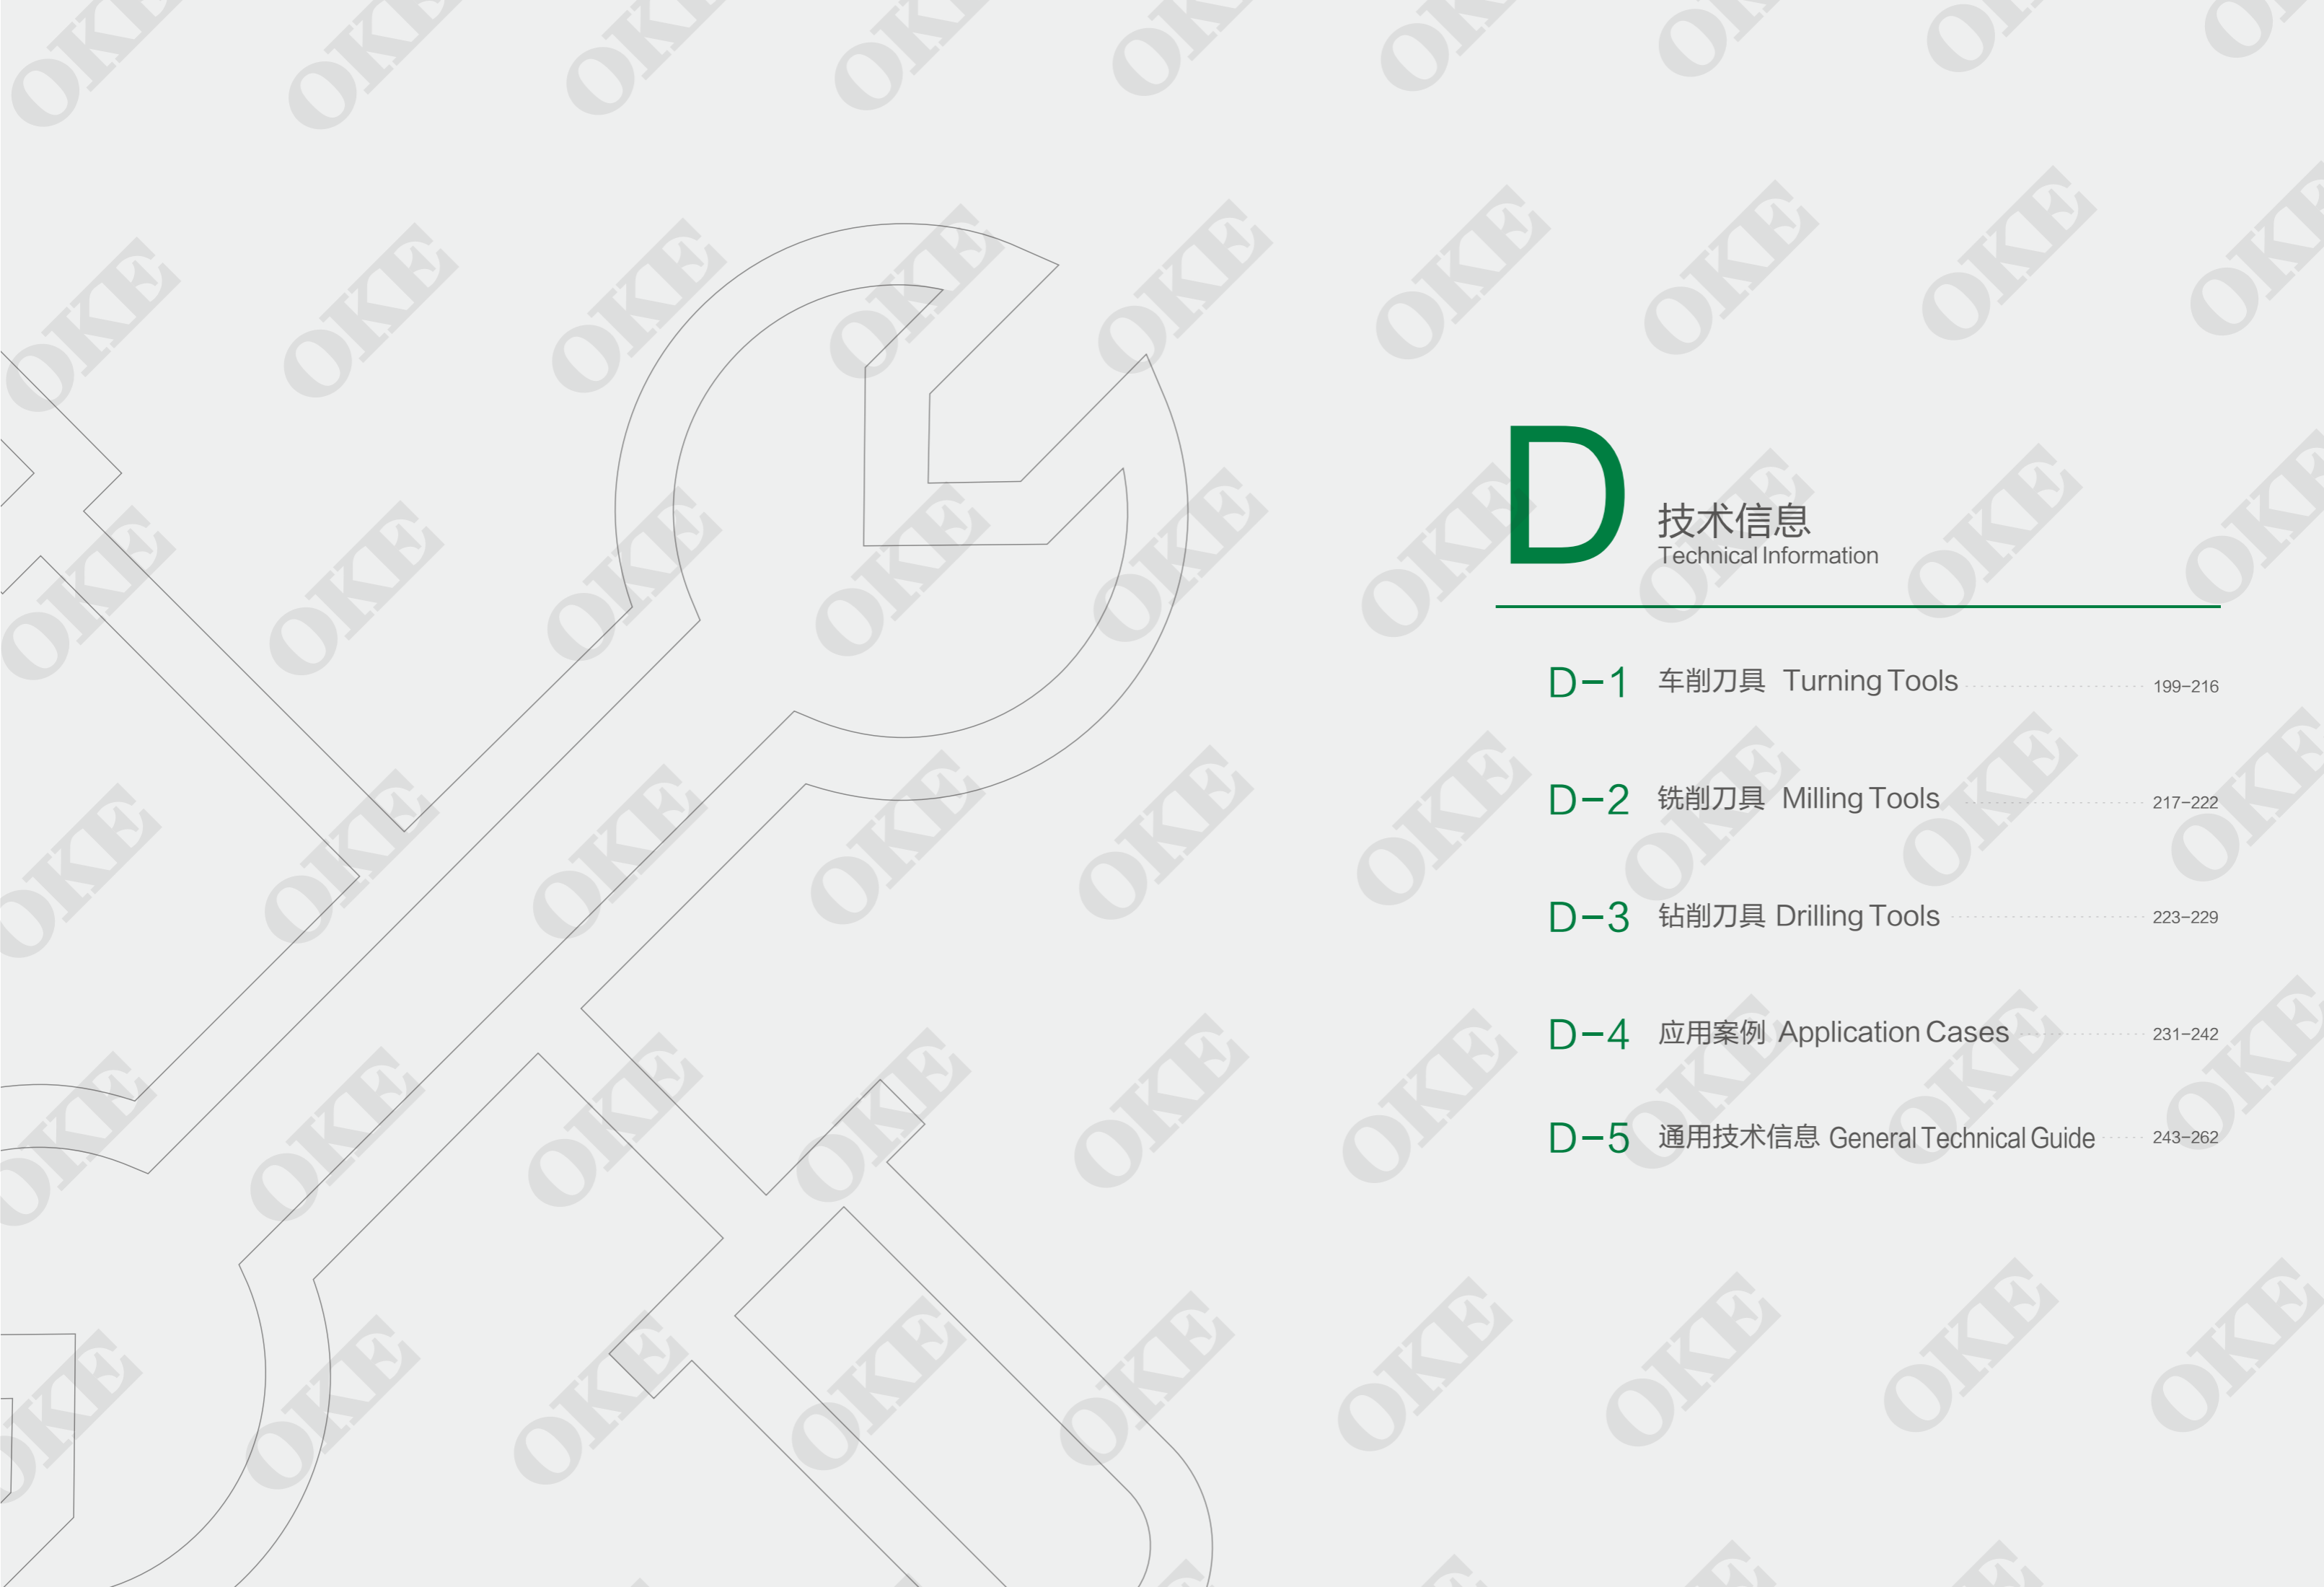 D
技术信息
Technical Information
D-1 车削刀具 Turning Tools 199-216
D-2 铣削刀具 Milling Tools 217-222
D-3 钻削刀具 Drilling Tools 223-229
D-4 应用案例 Application Cases 231-242
D-5 通用技术信息 General Technical Guide 243-262
OKE